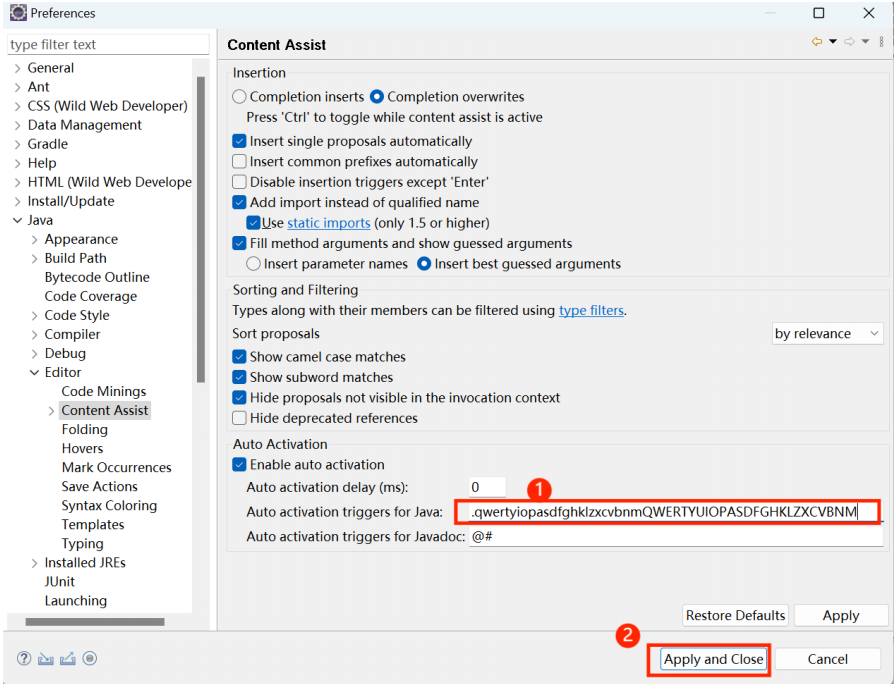 Preferences
type filter text
Content Assist
General
Ant
CSS (Wild Web Developer)
Data Management
Gradle
Help
HTML (Wild Web Develope
Install/Update
Java
Appearance
Build Path
Bytecode Outline
Code Coverage
Code Style
Compiler
Debug
Editor
Code Minings
Content Assist
Folding
Hovers
Mark Occurrences
Save Actions
Syntax Coloring
Templates
Typing
Installed JREs
JUnit
Launching
Insertion
Completion inserts Completion overwrites
Press 'Ctrl' to toggle while content assist is active
Insert single proposals automatically
Insert common prefixes automatically
Disable insertion triggers except 'Enter'
Add import instead of qualified name
Use static imports (only 1.5 or higher)
Fill method arguments and show guessed arguments
Insert parameter names Insert best guessed arguments
Sorting and Filtering
Types along with their members can be filtered using type filters.
Sort proposals by relevance
Show camel case matches
Show subword matches
Hide proposals not visible in the invocation context
Hide deprecated references
Auto Activation
Enable auto activation
Auto activation delay (ms): 0
1
Auto activation triggers for Java: .qwertyiopasdfghklzxcvbnmQWERTYUIOPASDFGHKLZXCVBNM
Auto activation triggers for Javadoc: @#
Restore Defaults Apply
2
Apply and Close Cancel